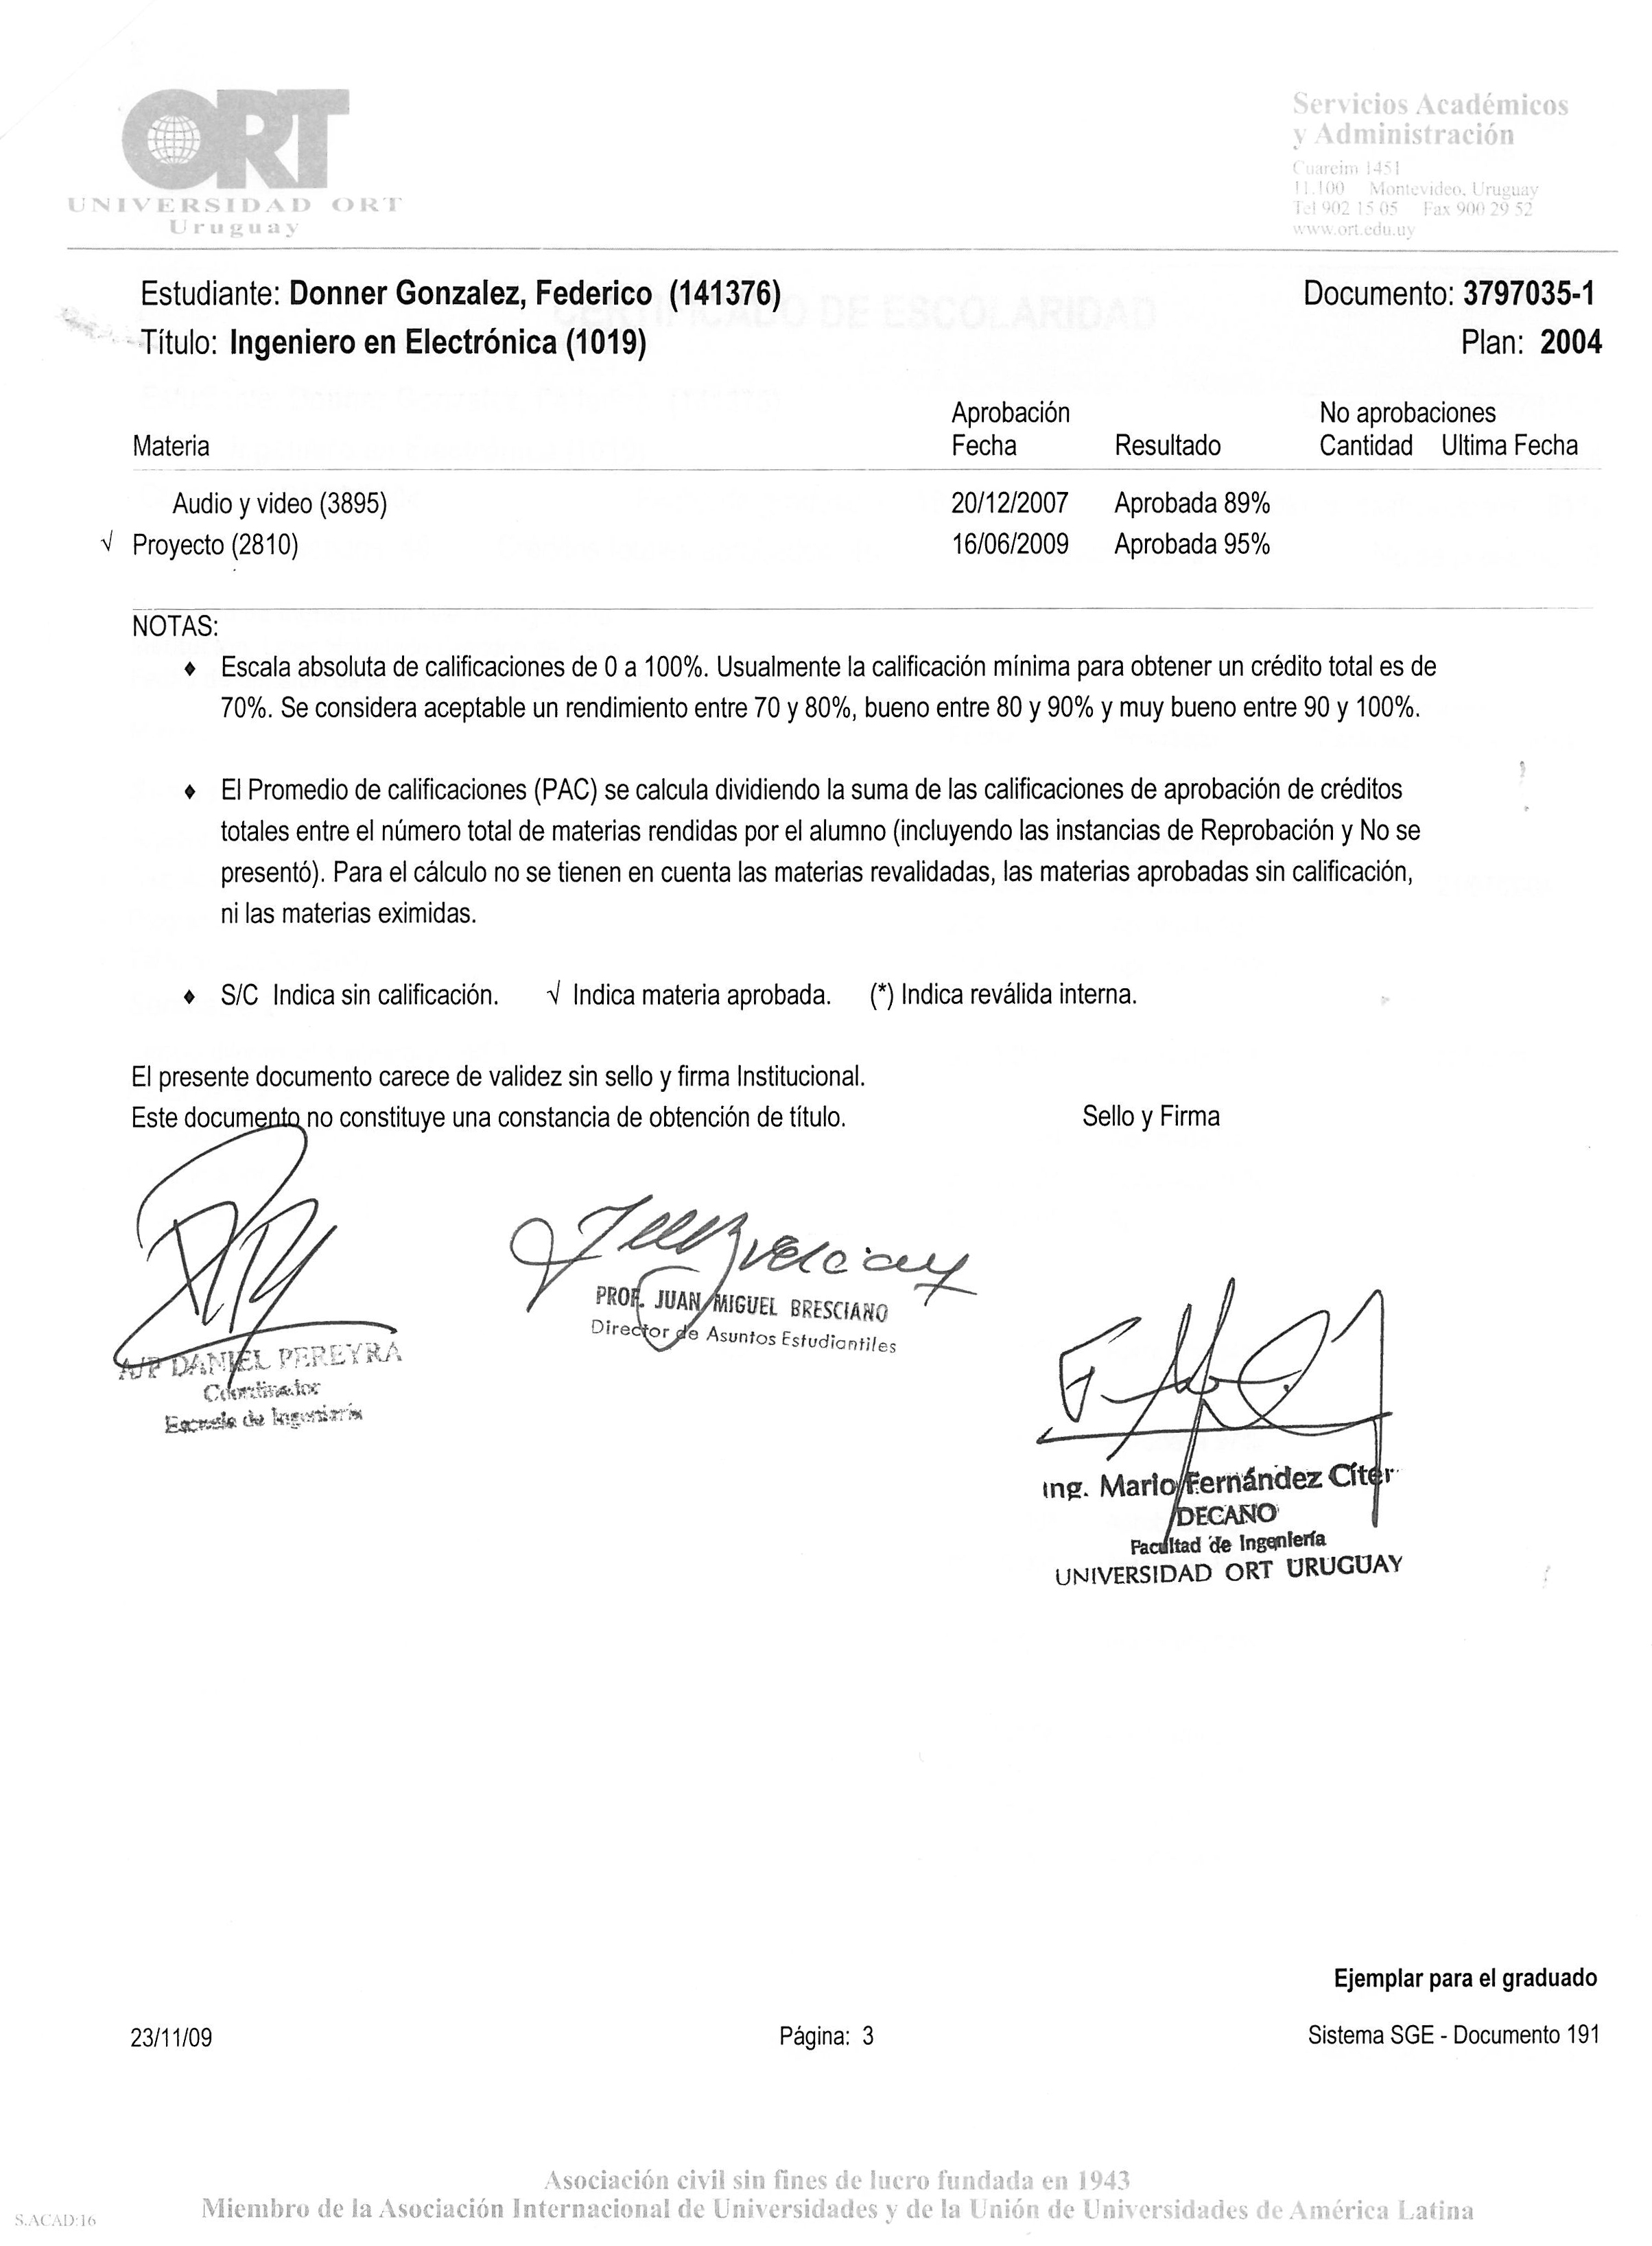 ORT
UNIVERSIDAD ORT
Uruguay
Servicios Académicos
y Administración
Cuareim 1451
11.100 Montevideo, Uruguay
Tel 902 15 05 Fax 900 29 52
www.ort.edu.uy
CERTIFICADO DE ESCOLARIDAD
Estudiante: Donner Gonzalez, Federico (141376) Documento: 3797035-1
Título: Ingeniero en Electrónica (1019) Plan: 2004
Aprobación No aprobaciones
Materia Fecha Resultado Cantidad Ultima Fecha
Audio y video (3895) 20/12/2007 Aprobada 89%
√ Proyecto (2810) 16/06/2009 Aprobada 95%
NOTAS:
♦ Escala absoluta de calificaciones de 0 a 100%. Usualmente la calificación mínima para obtener un crédito total es de
70%. Se considera aceptable un rendimiento entre 70 y 80%, bueno entre 80 y 90% y muy bueno entre 90 y 100%.
♦ El Promedio de calificaciones (PAC) se calcula dividiendo la suma de las calificaciones de aprobación de créditos
totales entre el número total de materias rendidas por el alumno (incluyendo las instancias de Reprobación y No se
presentó). Para el cálculo no se tienen en cuenta las materias revalidadas, las materias aprobadas sin calificación,
ni las materias eximidas.
♦ S/C Indica sin calificación. √ Indica materia aprobada. (*) Indica reválida interna.
El presente documento carece de validez sin sello y firma Institucional.
Este documento no constituye una constancia de obtención de título. Sello y Firma
PROF. JUAN MIGUEL BRESCIANO
Director de Asuntos Estudiantiles
A/P DANIEL PEREYRA
Coordinador
Escuela de Ingeniería
Ing. Mario Fernández Citer
DECANO
Facultad de Ingeniería
UNIVERSIDAD ORT URUGUAY
Ejemplar para el graduado
23/11/09 Página: 3 Sistema SGE - Documento 191
Asociación civil sin fines de lucro fundada en 1943
Miembro de la Asociación Internacional de Universidades y de la Unión de Universidades de América Latina
S.ACAD:16